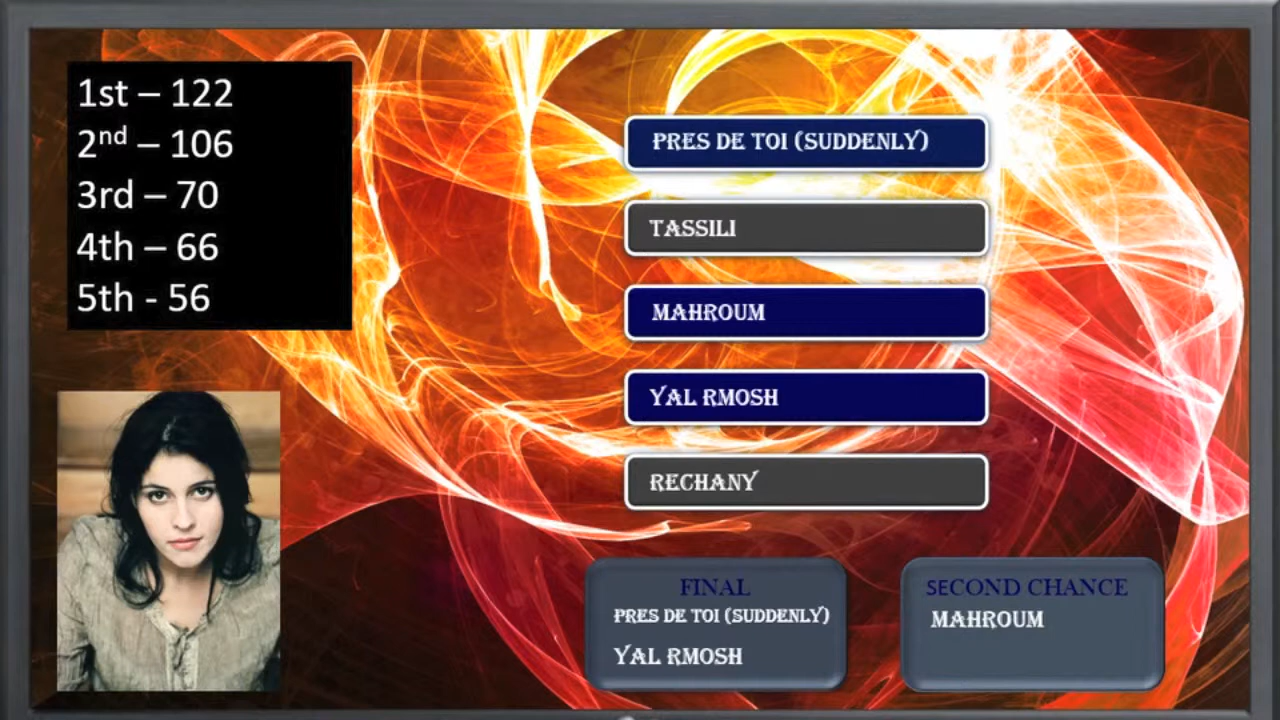 1st – 122
2nd – 106
3rd – 70
4th – 66
5th - 56
PRES DE TOI (SUDDENLY)
TASSILI
MAHROUM
YAL RMOSH
RECHANY
FINAL
PRES DE TOI (SUDDENLY)
YAL RMOSH
SECOND CHANCE
MAHROUM